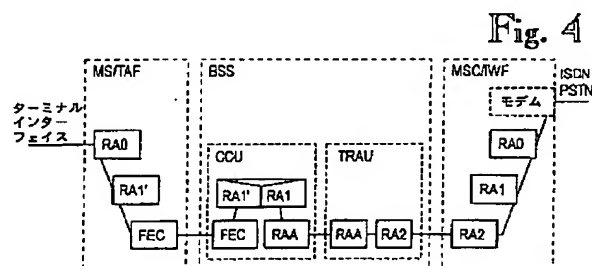 Fig. 4
MS/TAF
BSS
MSC/IWF
ISDN
PSTN
モデム
ターミナル
インター
フェイス
RA0
RA1'
FEC
CCU
RA1'
RA1
FEC
RAA
TRAU
RAA
RA2
RA0
RA1
RA2